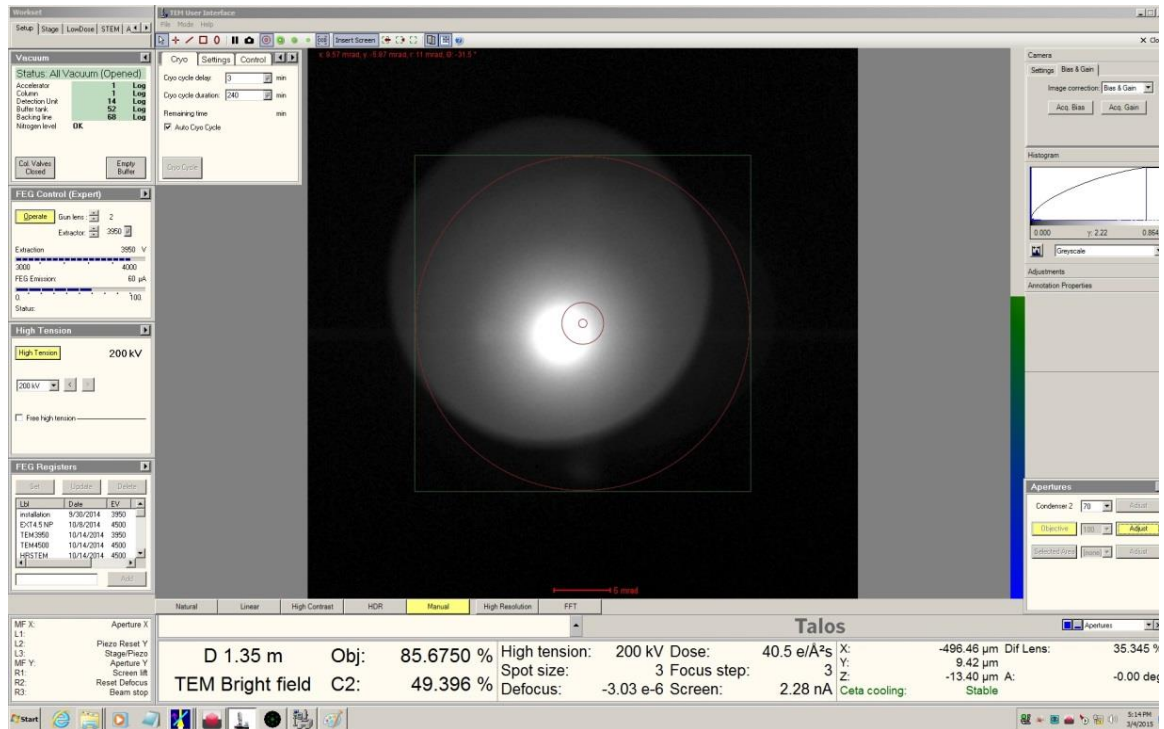 Workset
TEM User Interface
Setup Stage LowDose STEM A
File Mode Help
Insert Screen
Vacuum
Status: All Vacuum (Opened)
Accelerator 1 Log
Column 1 Log
Detection Unit 14 Log
Buffer tank 52 Log
Backing line 68 Log
Nitrogen level OK
Col. Valves Closed
Empty Buffer
Cryo Settings Control
Cryo cycle delay: 3 min
Cryo cycle duration: 240 min
Remaining time min
Auto Cryo Cycle
Cryo Cycle
FEG Control (Expert)
Operate Gun lens: 2
Extractor: 3950
Extraction 3950 V
3000 4000
FEG Emission: 60 µA
0. 100
Status:
High Tension
High Tension 200 kV
200 kV
Free high tension
FEG Registers
Set Update Delete
Lbl Date EV
installation 9/30/2014 3950
EXT4.5 NP 10/8/2014 4500
TEM3950 10/14/2014 3950
TEM4500 10/14/2014 4500
HRSTEM 10/14/2014 4500
Add
MF X: Aperture X
L1:
L2: Piezo Reset Y
L3: Stage/Piezo
MF Y: Aperture Y
R1: Screen lift
R2: Reset Defocus
R3: Beam stop
5 mrad
Natural Linear High Contrast HDR Manual High Resolution FFT
Talos
D 1.35 m Obj: 85.6750 %
TEM Bright field C2: 49.396 %
High tension: 200 kV
Spot size: 3
Defocus: -3.03 e-6
Dose: 40.5 e/Å²s
Focus step: 3
Screen: 2.28 nA
X: -496.46 µm
Y: 9.42 µm
Z: -13.40 µm
Ceta cooling: Stable
Dif Lens: 35.345 %
A: -0.00 deg
X Clo
Camera
Settings Bias & Gain
Image correction: Bias & Gain
Acq. Bias Acq. Gain
Histogram
0.000 γ: 2.22 0.864
Greyscale
Adjustments
Annotation Properties
Apertures
Condenser 2 70 Adjust
Objective 100 Adjust
Selected Area [none] Adjust
Apertures
Start
5:14 PM
3/4/2015